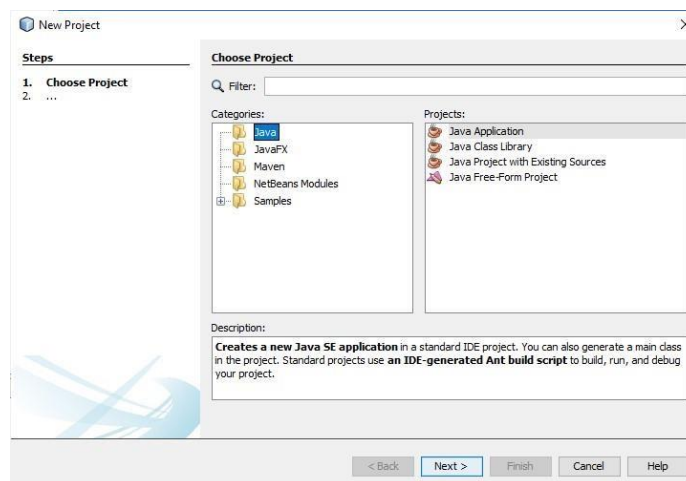 New Project
Steps
1. Choose Project
2. ...
Choose Project
Filter:
Categories:
Java
JavaFX
Maven
NetBeans Modules
Samples
Projects:
Java Application
Java Class Library
Java Project with Existing Sources
Java Free-Form Project
Description:
Creates a new Java SE application in a standard IDE project. You can also generate a main class
in the project. Standard projects use an IDE-generated Ant build script to build, run, and debug
your project.
< Back Next > Finish Cancel Help